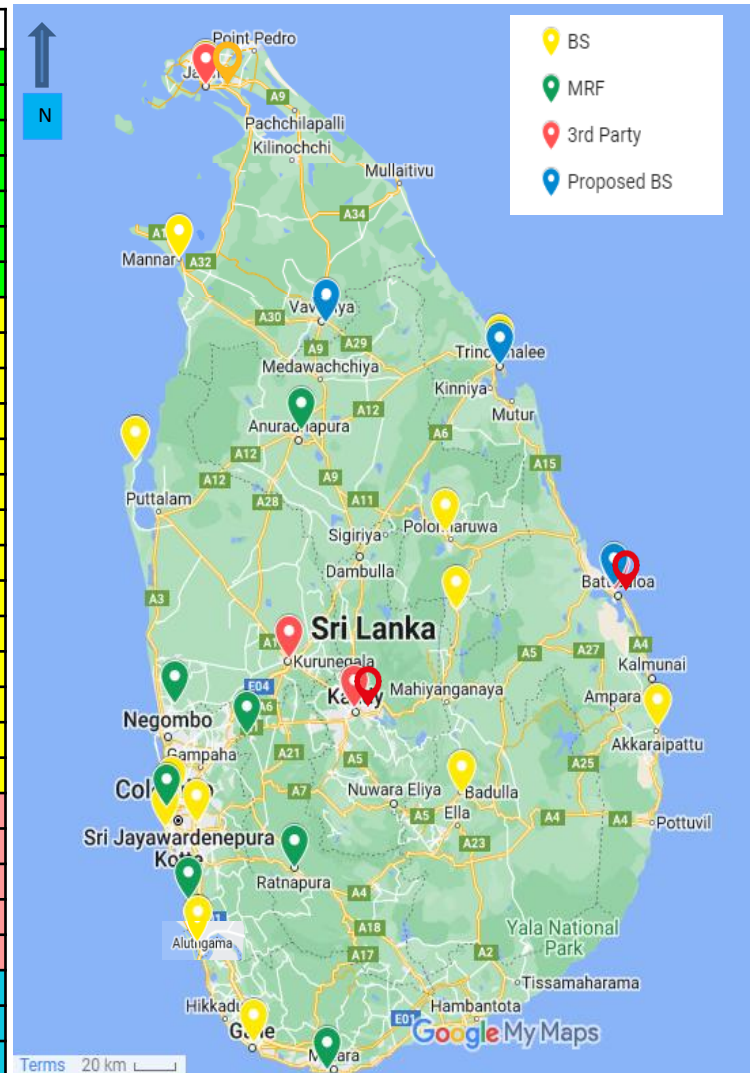 N
BS
MRF
3rd Party
Proposed BS
Point Pedro
A9
Pachchilapalli
Kilinochchi
Mullaitivu
A34
Mannar
A32
A30
A29
A9
Medawachchiya
Kinniya
Mutur
A12
Anuradhapura
A12
A6
A15
A9
A12
A28
A11
Puttalam
Sigiriya
Dambulla
A3
Sri Lanka
Kurunegala
A5
A27
A4
Kalmunai
E04
Mahiyanganaya
Ampara
A6
Negombo
Akkaraipattu
Gampaha
A21
A5
A25
Nuwara Eliya
Badulla
A7
Ella
A5
A4
A4
Pottuvil
Sri Jayawardenepura
Kotte
A23
Ratnapura
A4
A18
Yala National
Park
Aluthgama
A17
A2
Tissamaharama
Hambantota
E01
Google My Maps
Terms 20 km